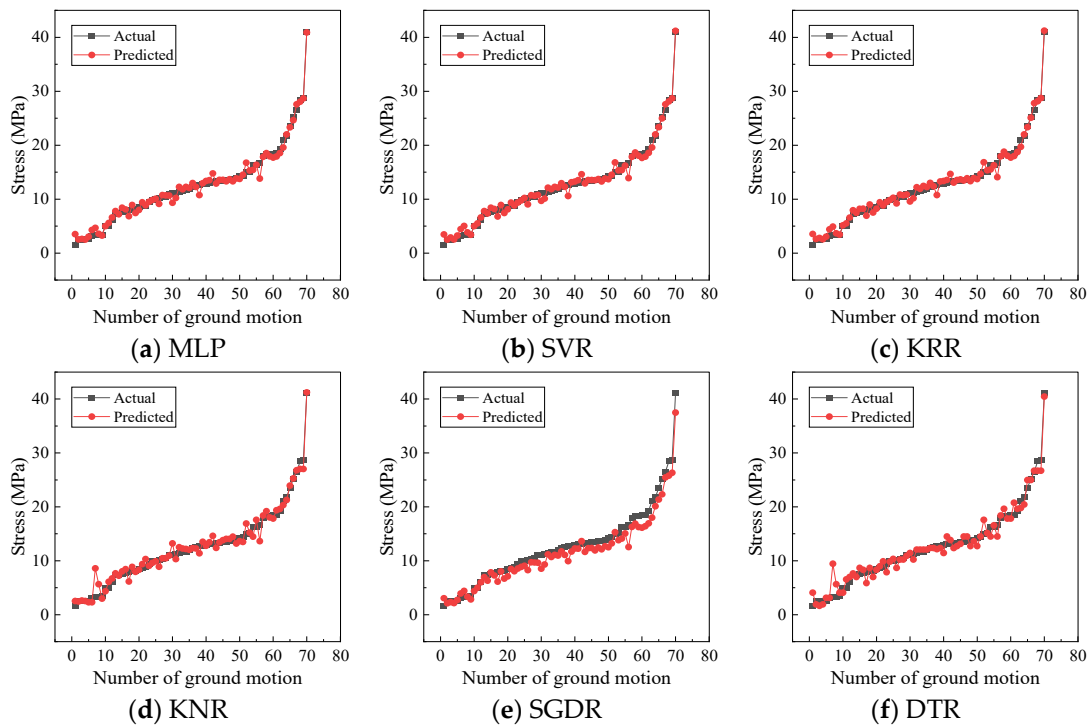 Actual
Predicted
Stress (MPa)
40
30
20
10
0
0 10 20 30 40 50 60 70 80
Number of ground motion
(a) MLP
Actual
Predicted
Stress (MPa)
40
30
20
10
0
0 10 20 30 40 50 60 70 80
Number of ground motion
(b) SVR
Actual
Predicted
Stress (MPa)
40
30
20
10
0
0 10 20 30 40 50 60 70 80
Number of ground motion
(c) KRR
Actual
Predicted
Stress (MPa)
40
30
20
10
0
0 10 20 30 40 50 60 70 80
Number of ground motion
(d) KNR
Actual
Predicted
Stress (MPa)
40
30
20
10
0
0 10 20 30 40 50 60 70 80
Number of ground motion
(e) SGDR
Actual
Predicted
Stress (MPa)
40
30
20
10
0
0 10 20 30 40 50 60 70 80
Number of ground motion
(f) DTR